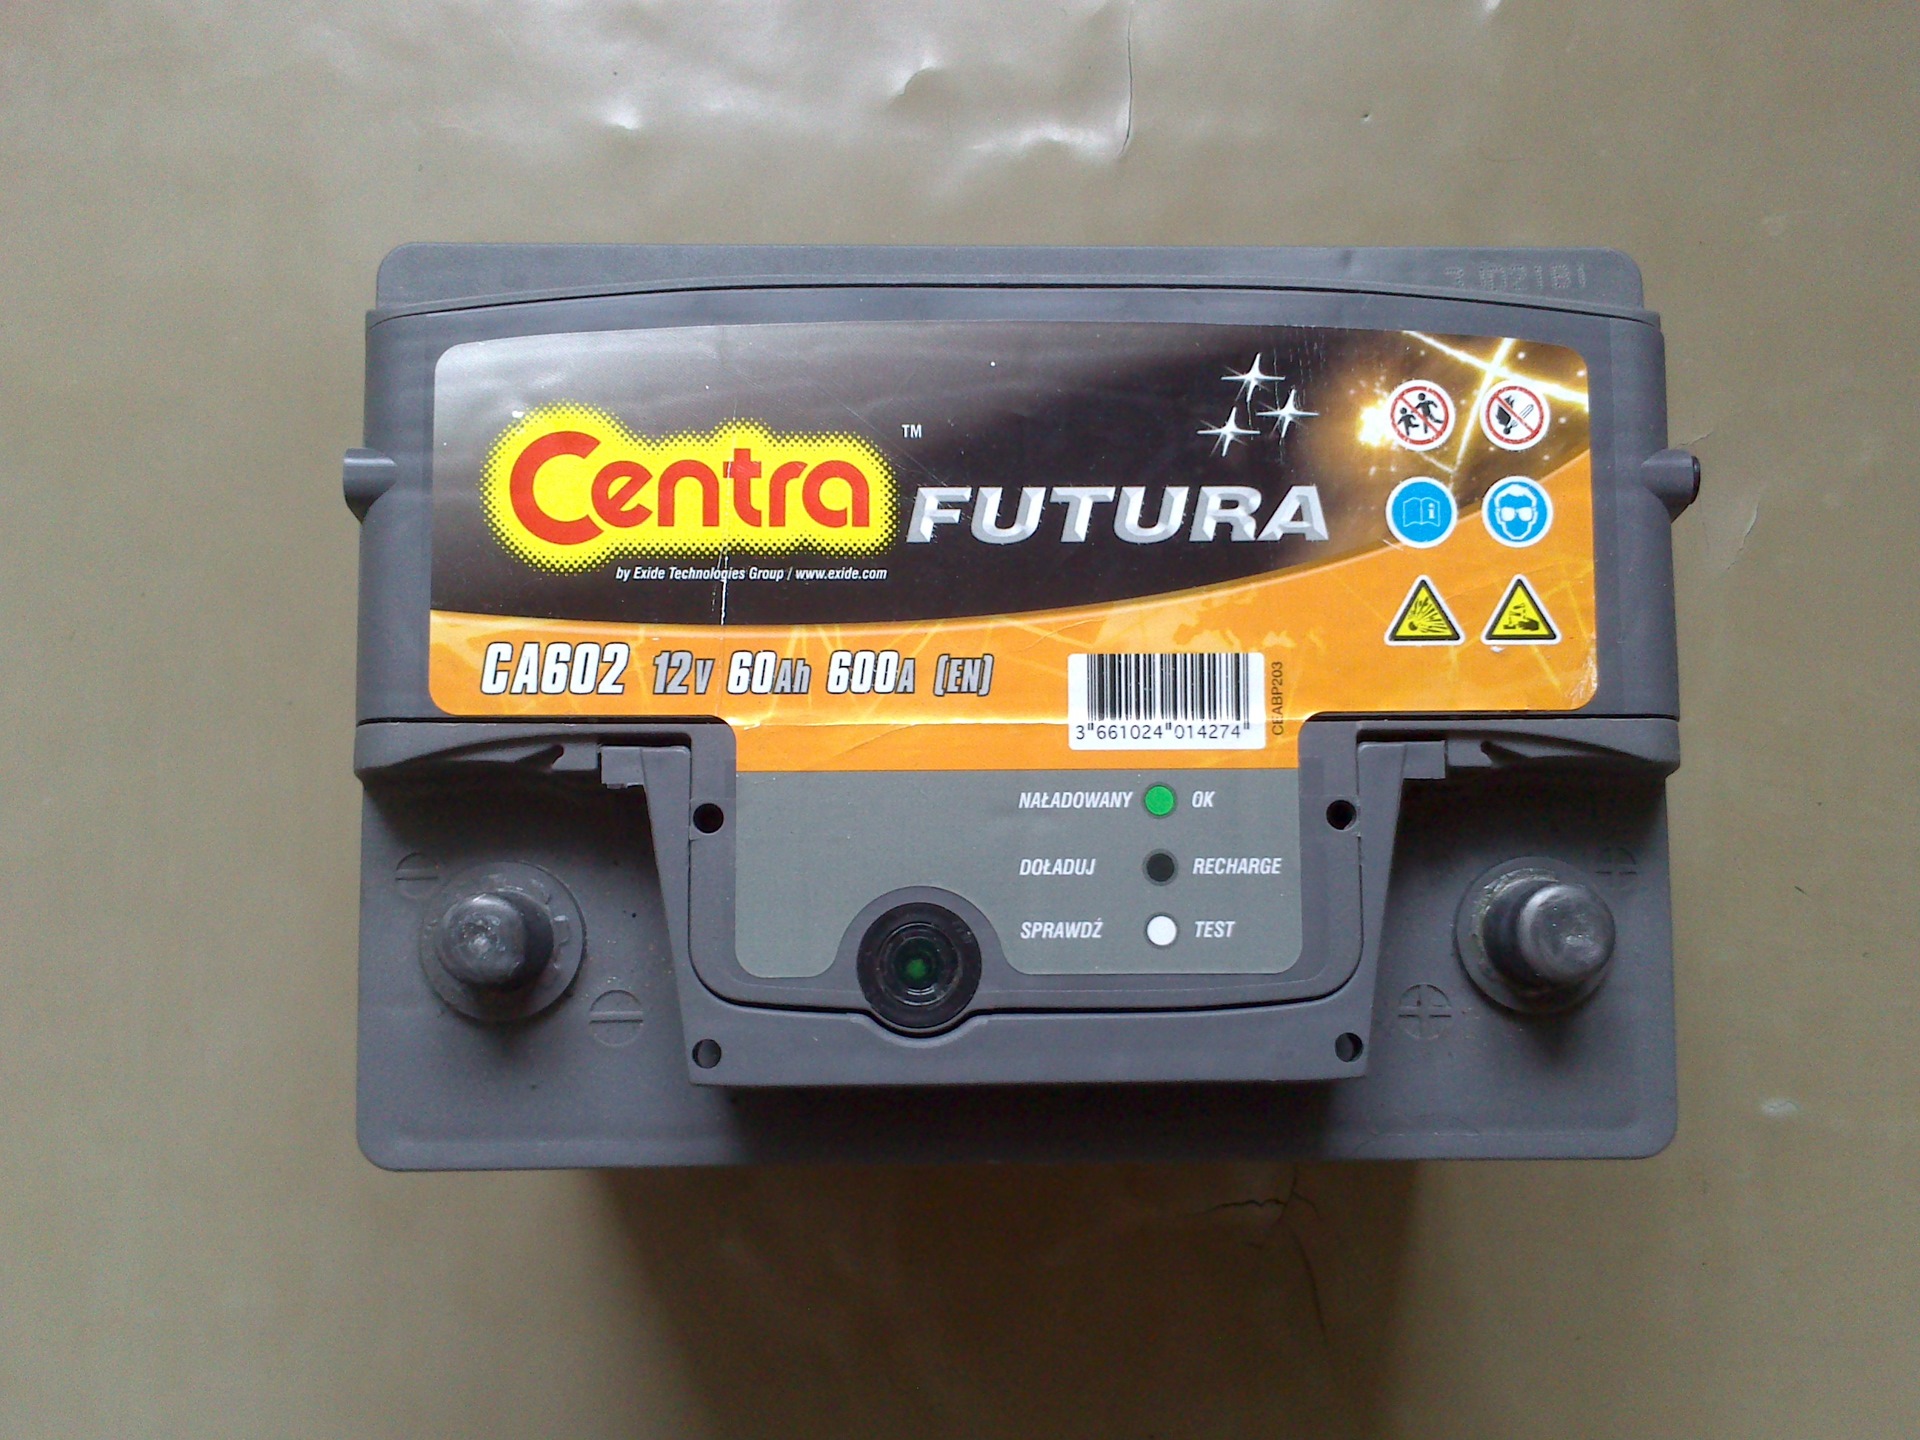 Centra
™
FUTURA
by Exide Technologies Group / www.exide.com
CA602 12V 60Ah 600A (EN)
3"661024"014274"
CEABP203
NAŁADOWANY OK
DOŁADUJ RECHARGE
SPRAWDŹ TEST